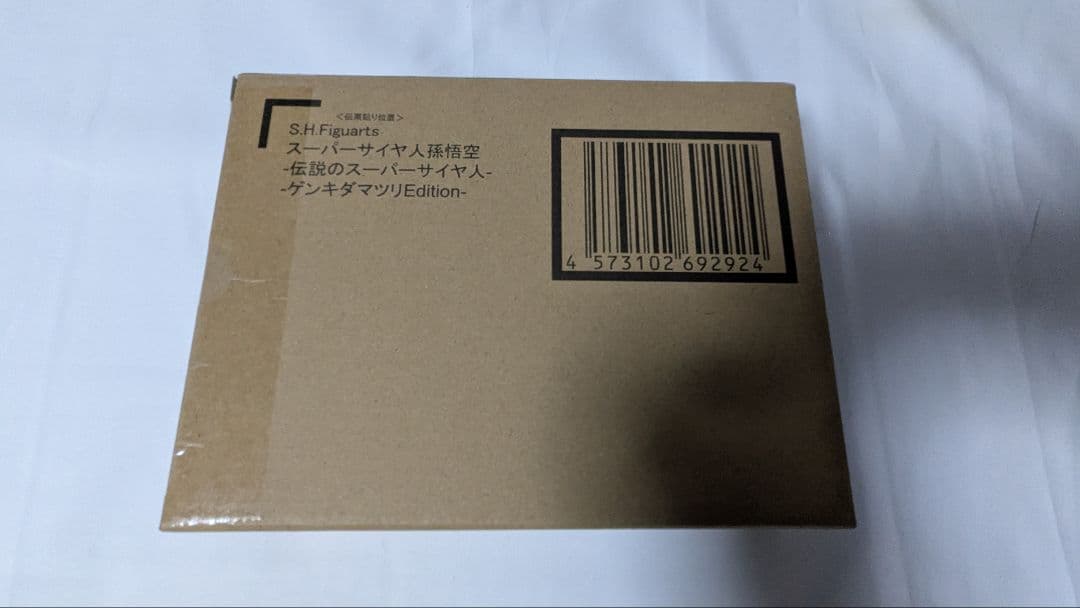 <伝票貼り位置>
S.H.Figuarts
スーパーサイヤ人孫悟空
-伝説のスーパーサイヤ人-
-ゲンキダマツリEdition-
4 573102 692924